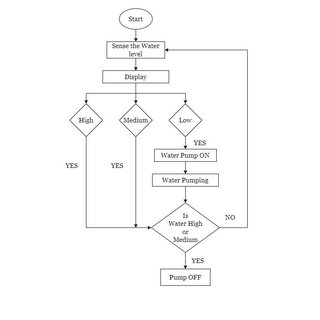 Start
Sense the Water
level
Display
High
Medium
Low
YES
Water Pump ON
YES
YES
Water Pumping
Is
Water High
or
Medium
NO
YES
Pump OFF